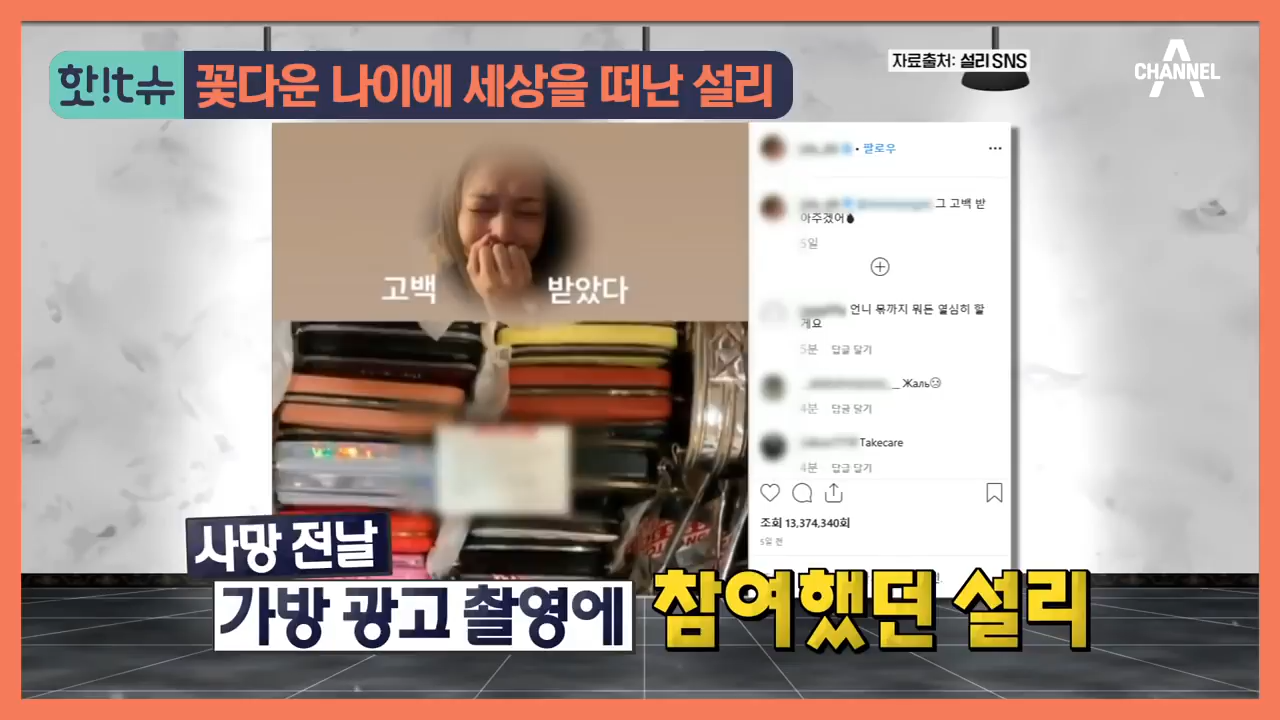 핫!t슈 꽃다운 나이에 세상을 떠난 설리
자료출처: 설리 SNS
CHANNEL A
고백 받았다
• 팔로우
그 고백 받
아주겠어
5일
언니 몫까지 뭐든 열심히 할
게요
5분 답글 달기
_ Жаль
4분 답글 달기
Takecare
4분 답글 달기
조회 13,374,340회
5일 전
사망 전날
가방 광고 촬영에 참여했던 설리